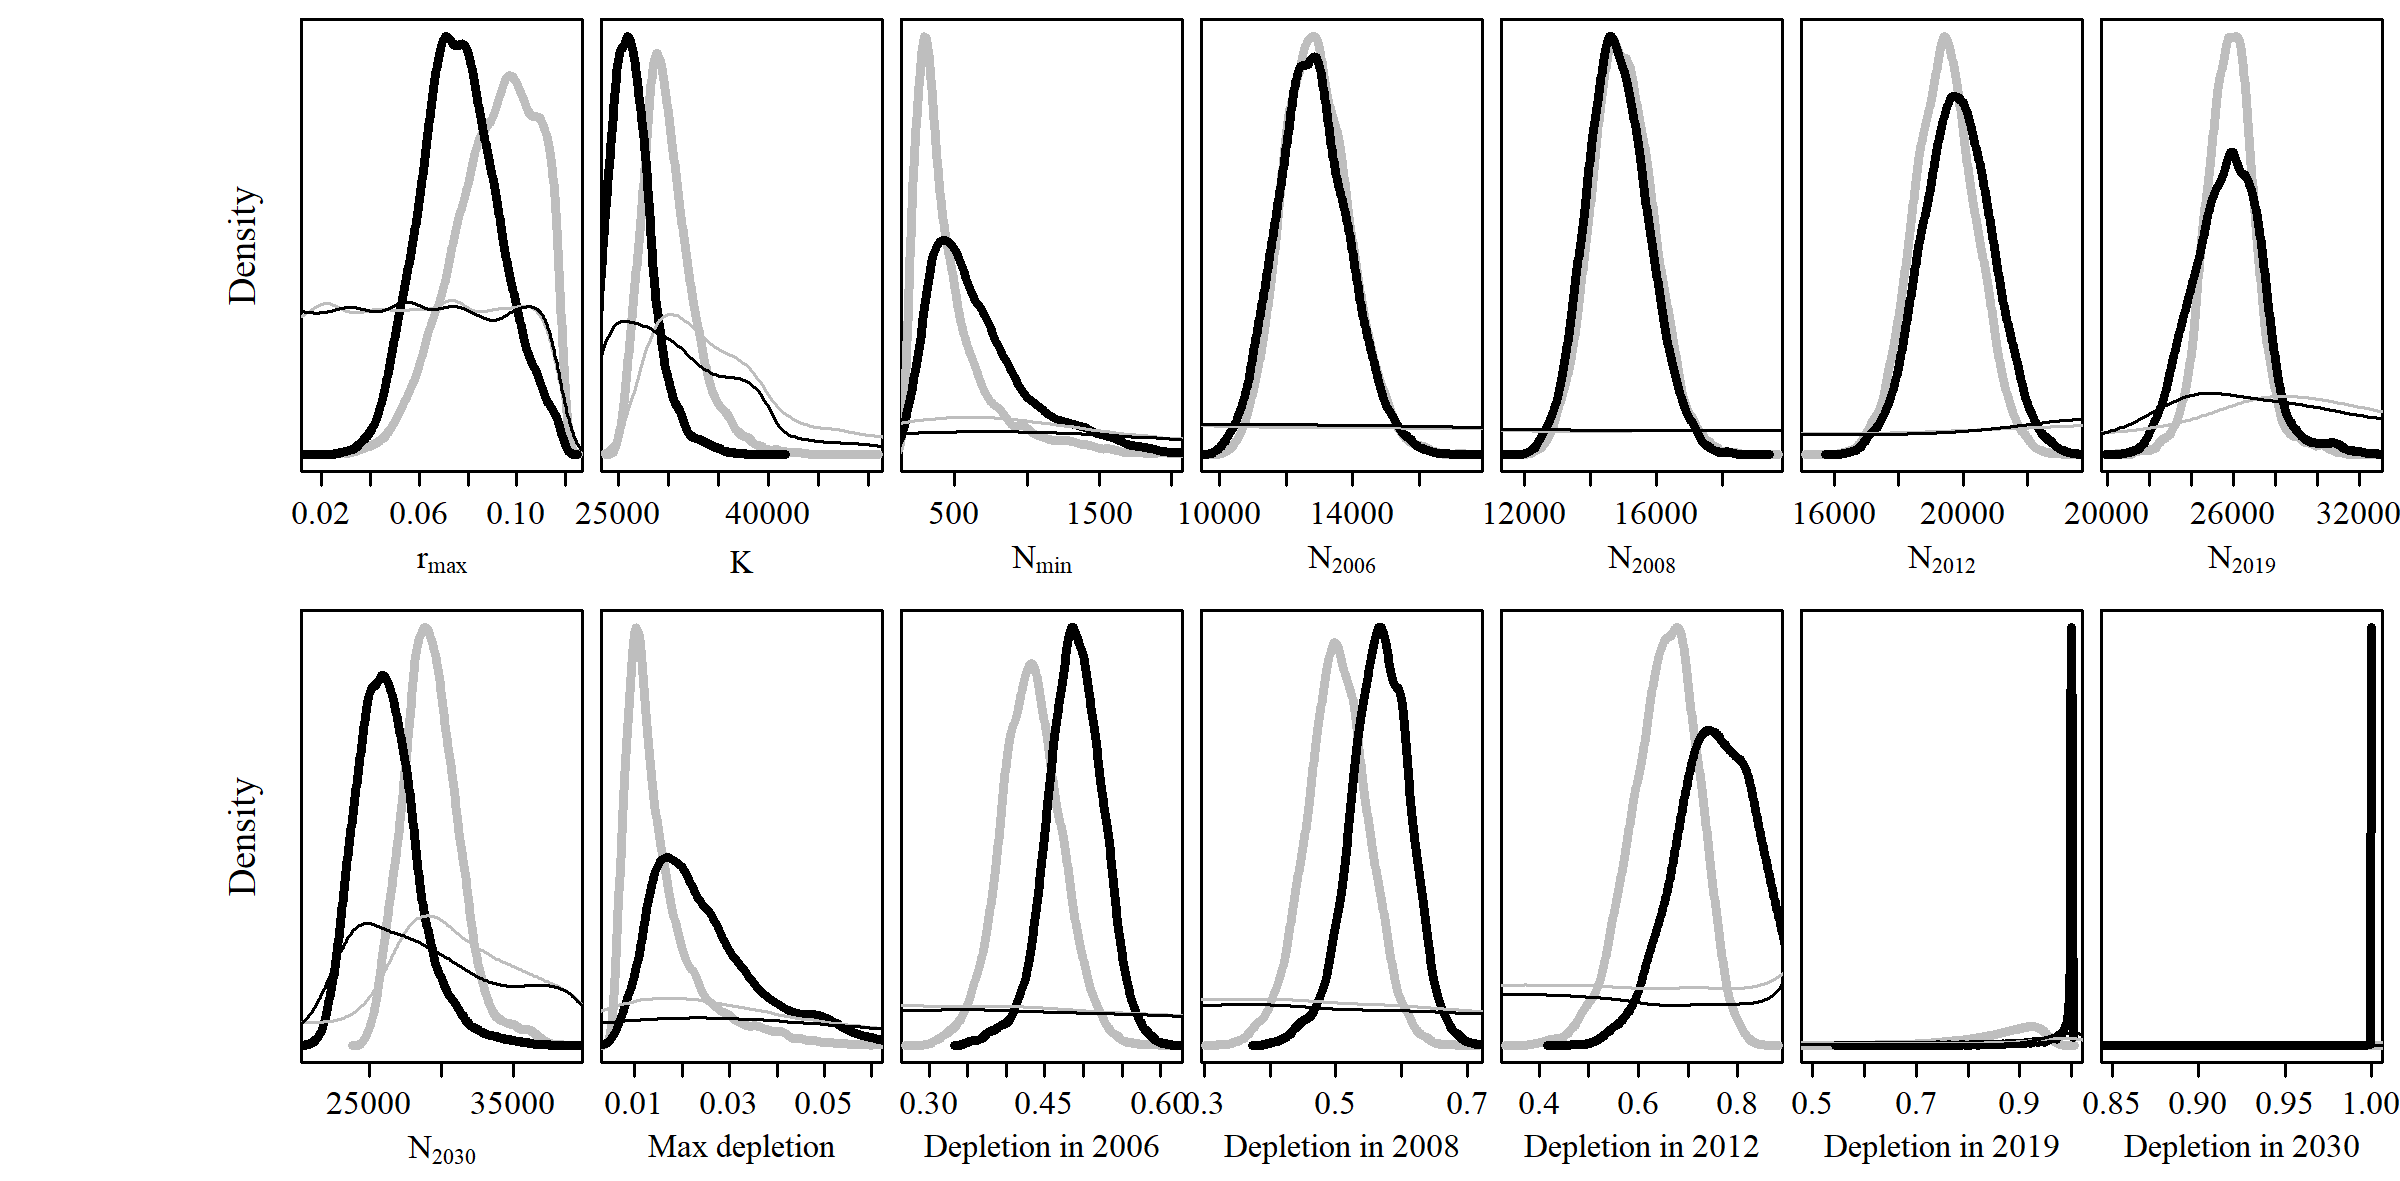 Density
0.02 0.06 0.10 25000 40000 500 1500 10000 14000 12000 16000 16000 20000 20000 26000 32000
rmax K Nmin N2006 N2008 N2012 N2019
Density
25000 35000 0.01 0.03 0.05 0.30 0.45 0.60 0.3 0.5 0.7 0.4 0.6 0.8 0.5 0.7 0.9 0.85 0.90 0.95 1.00
N2030 Max depletion Depletion in 2006 Depletion in 2008 Depletion in 2012 Depletion in 2019 Depletion in 2030